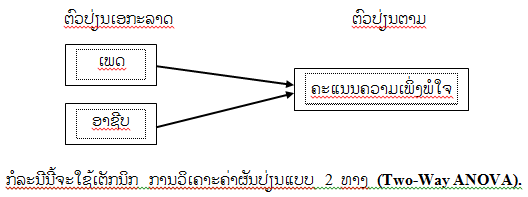 ຕົວປ່ຽນເອກະລາດ ຕົວປ່ຽນຕາມ
ເພດ
ຄະແນນຄວາມເພິ່ງພໍໃຈ
ອາຊີບ
ກໍລະນີນີ້ຈະໃຊ້ເຕັກນິກ ການວິເຄາະຄ່າຜັນປ່ຽນແບບ 2 ທາງ (Two-Way ANOVA).